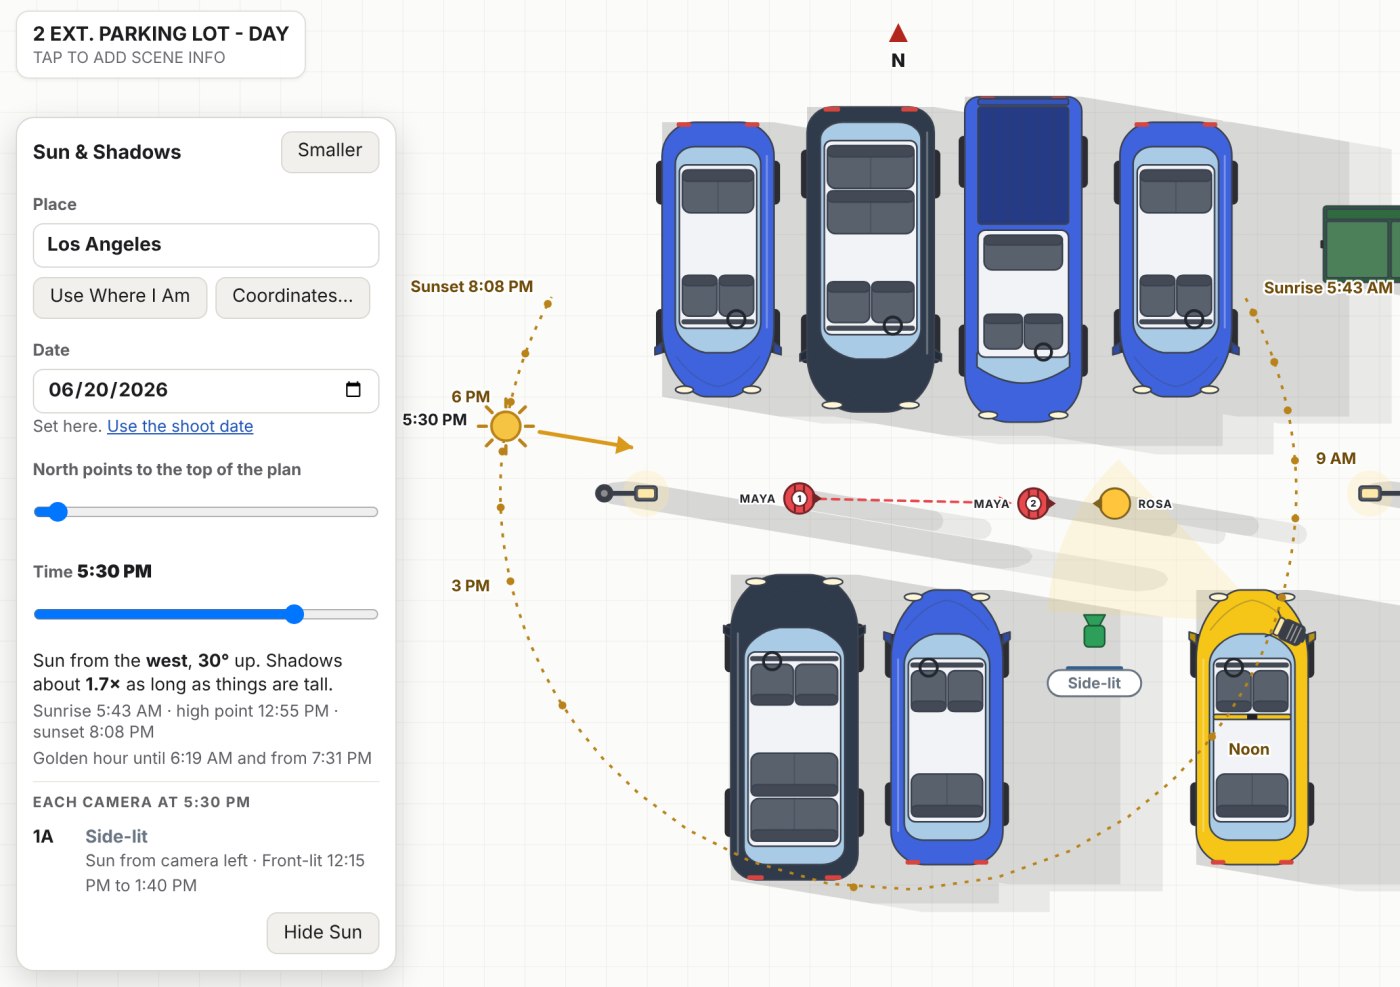 2 EXT. PARKING LOT - DAY
TAP TO ADD SCENE INFO
N
Sun & Shadows
Smaller
Place
Los Angeles
Use Where I Am
Coordinates...
Date
06/20/2026
Set here. Use the shoot date
North points to the top of the plan
Time 5:30 PM
Sun from the west, 30° up. Shadows
about 1.7× as long as things are tall.
Sunrise 5:43 AM · high point 12:55 PM ·
sunset 8:08 PM
Golden hour until 6:19 AM and from 7:31 PM
EACH CAMERA AT 5:30 PM
1A Side-lit
Sun from camera left · Front-lit 12:15
PM to 1:40 PM
Hide Sun
Sunset 8:08 PM
Sunrise 5:43 AM
6 PM
5:30 PM
9 AM
MAYA 1
MAYA 2
ROSA
3 PM
Side-lit
Noon